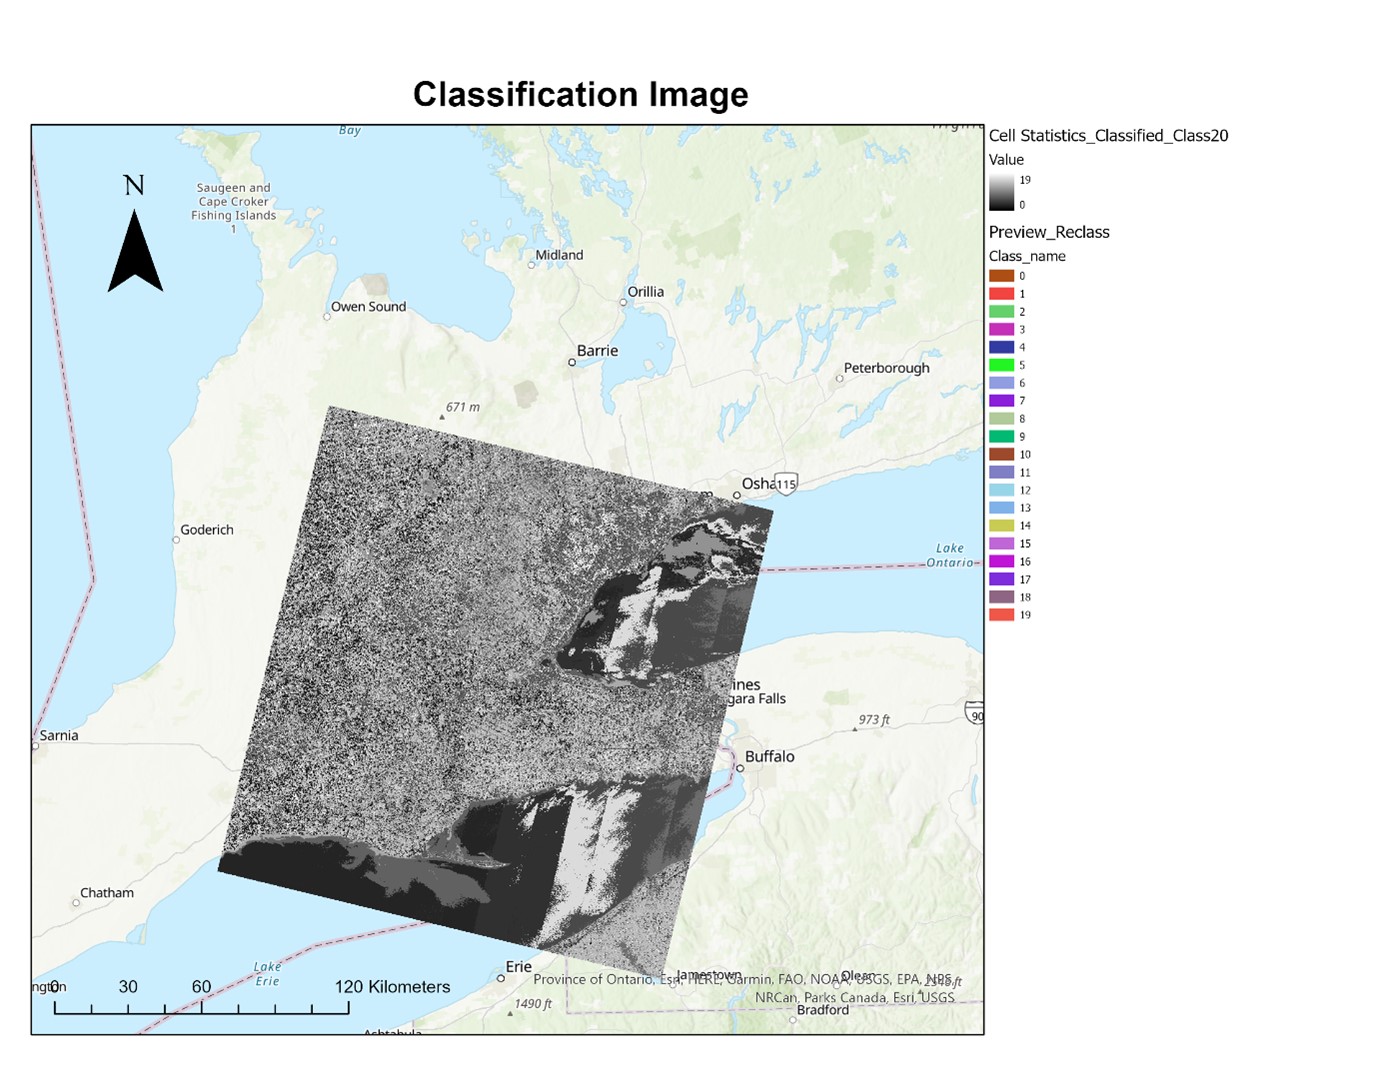 Classification Image
Bay
N
Saugeen and
Cape Croker
Fishing Islands
1
Midland
Orillia
Owen Sound
Barrie
Peterborough
671 m
Osha
115
Goderich
Lake
Ontario
ines
gara Falls
973 ft
90
Sarnia
Buffalo
Chatham
Lake
Erie
Erie
Jamestown
Olean
Province of Ontario, Esri, HERE, Garmin, FAO, NOAA, USGS, EPA, NPS,
NRCan, Parks Canada, Esri, USGS
ngton
0 30 60 120 Kilometers
1490 ft
Bradford
Ashtabula
Cell Statistics_Classified_Class20
Value
19
0
Preview_Reclass
Class_name
0
1
2
3
4
5
6
7
8
9
10
11
12
13
14
15
16
17
18
19